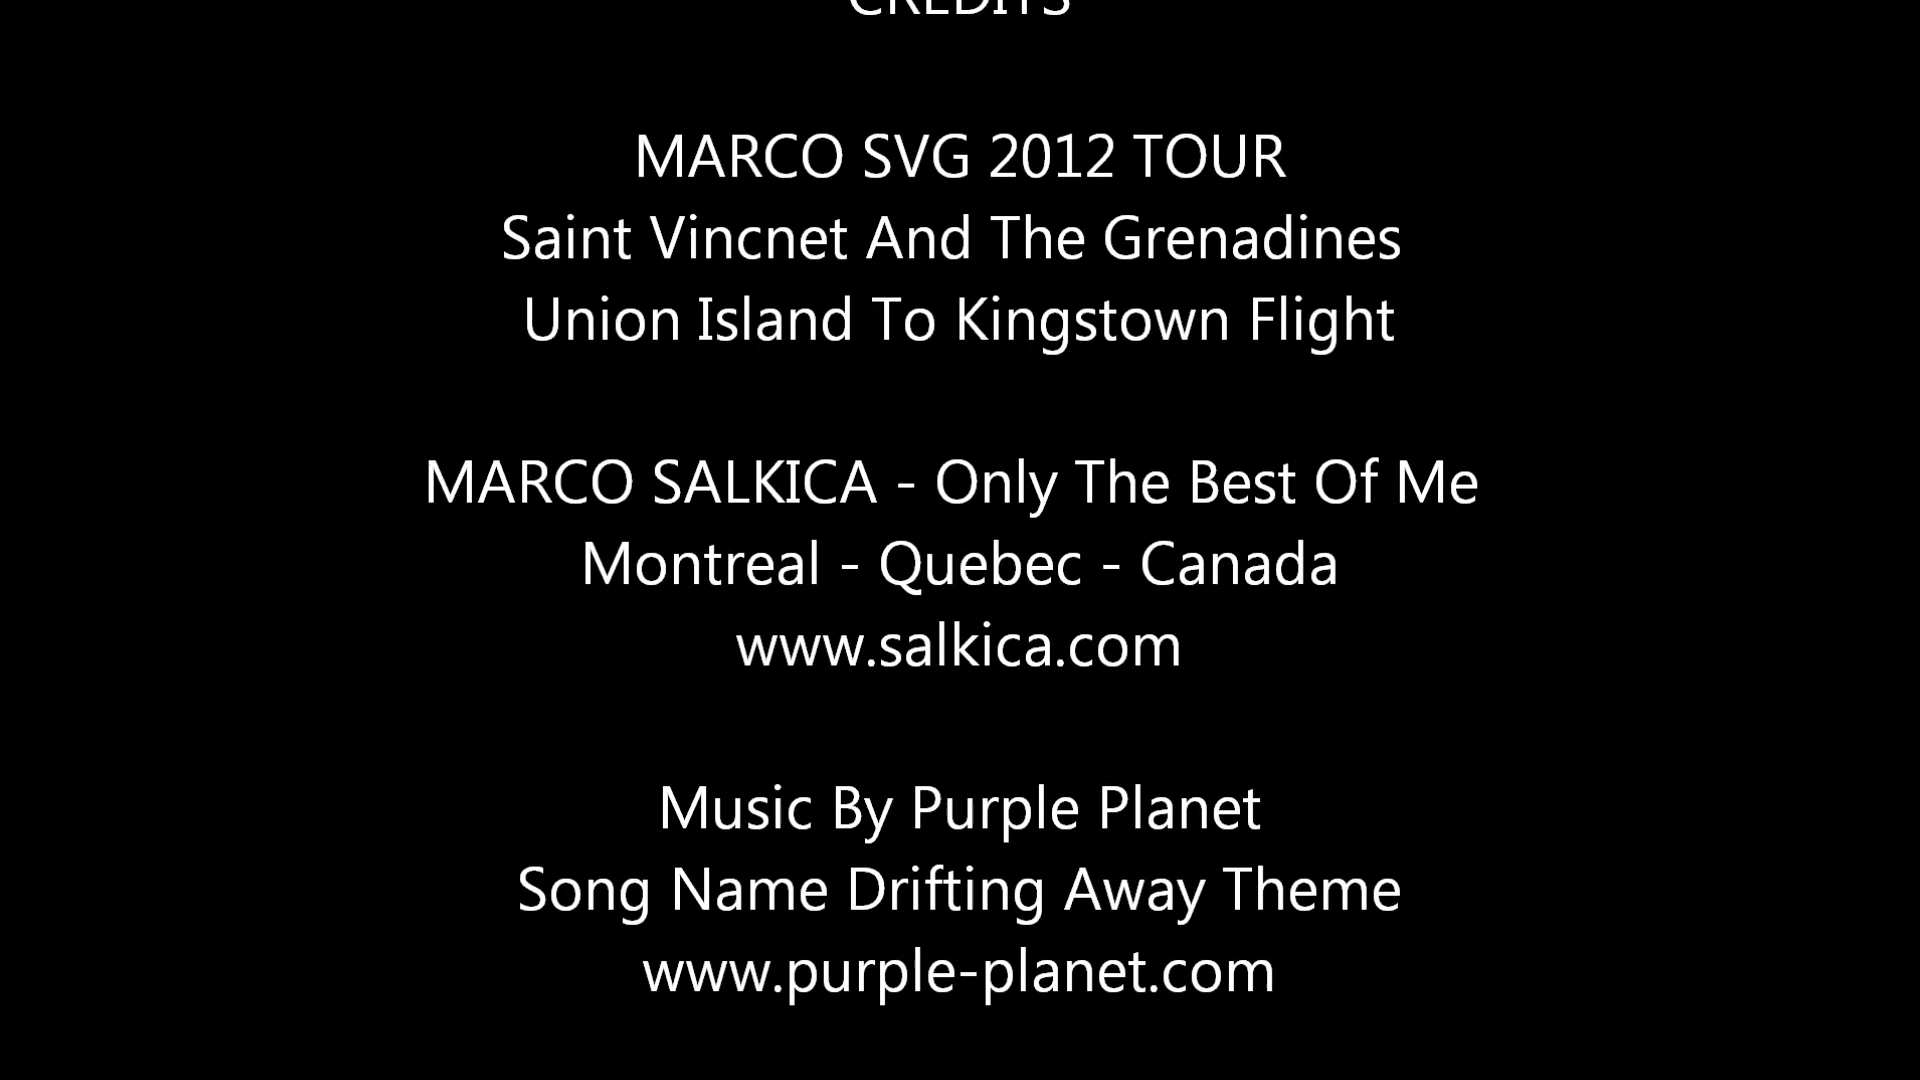 CREDITS
MARCO SVG 2012 TOUR
Saint Vincnet And The Grenadines
Union Island To Kingstown Flight
MARCO SALKICA - Only The Best Of Me
Montreal - Quebec - Canada
www.salkica.com
Music By Purple Planet
Song Name Drifting Away Theme
www.purple-planet.com